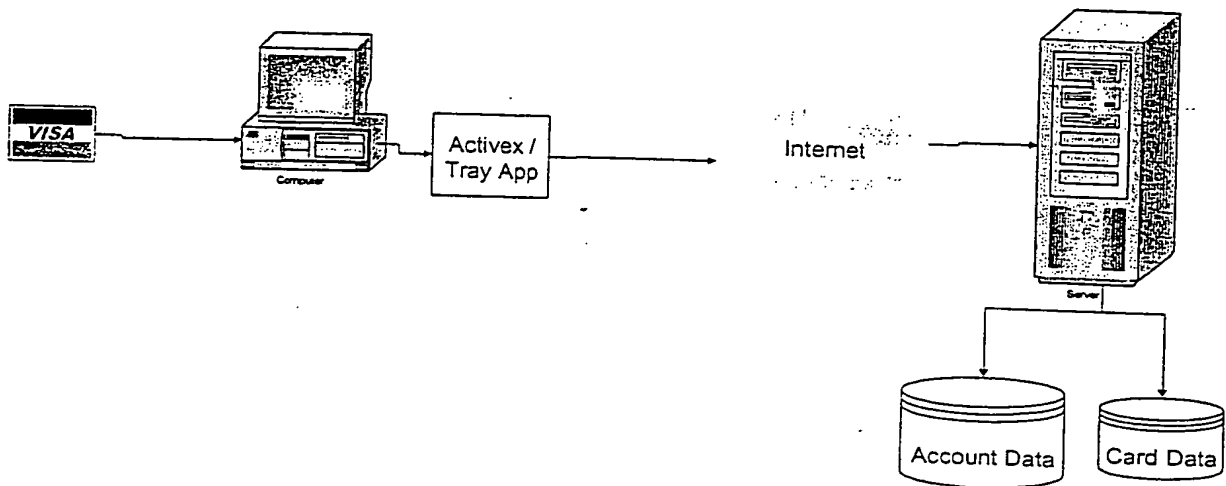 VISA
Computer
Activex /
Tray App
Internet
Server
Account Data
Card Data